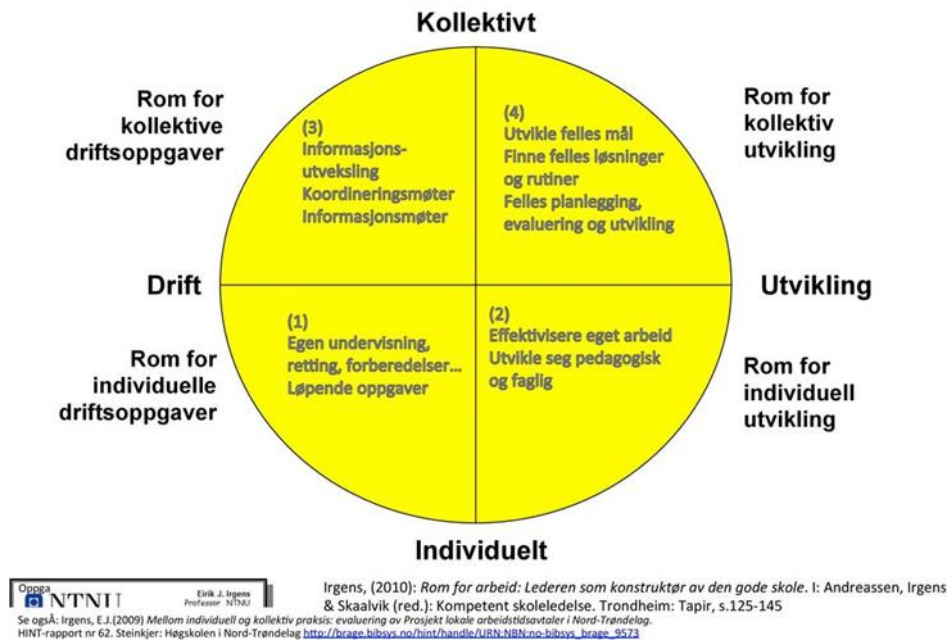 Kollektivt
Rom for
kollektive
driftsoppgaver
(3)
Informasjons-
utveksling
Koordineringsmøter
Informasjonsmøter
(4)
Utvikle felles mål
Finne felles løsninger
og rutiner
Felles planlegging,
evaluering og utvikling
Rom for
kollektiv
utvikling
Drift
Utvikling
Rom for
individuelle
driftsoppgaver
(1)
Egen undervisning,
retting, forberedelser...
Løpende oppgaver
(2)
Effektivisere eget arbeid
Utvikle seg pedagogisk
og faglig
Rom for
individuell
utvikling
Individuelt
Oppga
NTNU
Eirik J. Irgens
Professor NTNU
Irgens, (2010): Rom for arbeid: Lederen som konstruktør av den gode skole. I: Andreassen, Irgens
& Skaalvik (red.): Kompetent skoleledelse. Trondheim: Tapir, s.125-145
Se også: Irgens, E.J.(2009) Mellom individuell og kollektiv praksis: evaluering av Prosjekt lokale arbeidstidsavtaler i Nord-Trøndelag.
HINT-rapport nr 62. Steinkjer: Høgskolen i Nord-Trøndelag http://brage.bibsys.no/hint/handle/URN:NBN:no-bibsys_brage_9573